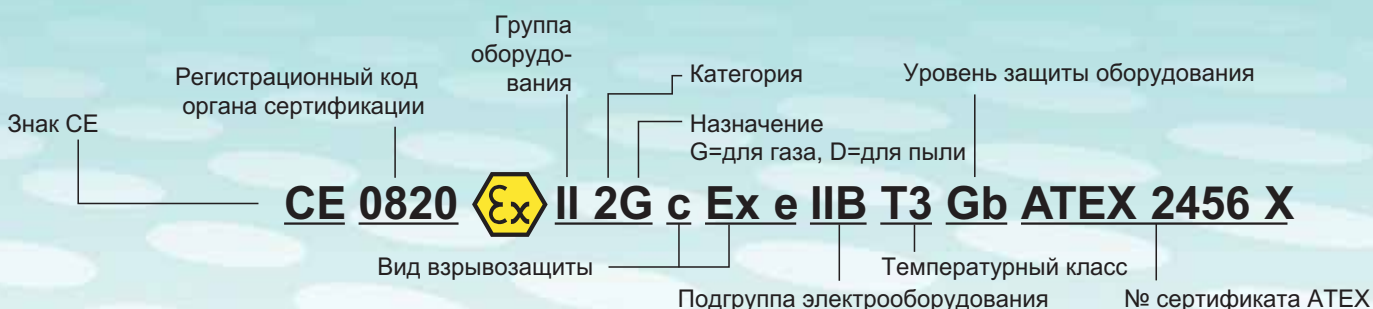 Группа
оборудо-
вания
Регистрационный код
органа сертификации
Категория
Уровень защиты оборудования
Знак CE
Назначение
G=для газа, D=для пыли
CE 0820 Ex II 2G c Ex e IIB T3 Gb ATEX 2456 X
Вид взрывозащиты
Температурный класс
Подгруппа электрооборудования
№ сертификата ATEX